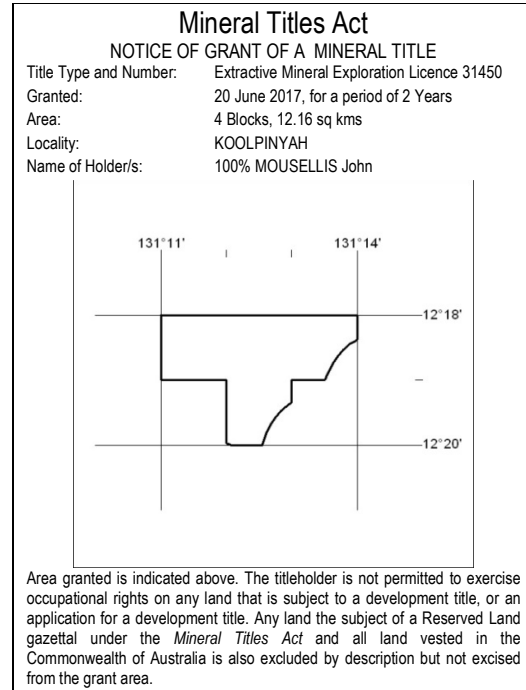 Mineral Titles Act
NOTICE OF GRANT OF A MINERAL TITLE
Title Type and Number: Extractive Mineral Exploration Licence 31450
Granted: 20 June 2017, for a period of 2 Years
Area: 4 Blocks, 12.16 sq kms
Locality: KOOLPINYAH
Name of Holder/s: 100% MOUSELLIS John
131°11' 131°14'
12°18'
12°20'
Area granted is indicated above. The titleholder is not permitted to exercise
occupational rights on any land that is subject to a development title, or an
application for a development title. Any land the subject of a Reserved Land
gazettal under the Mineral Titles Act and all land vested in the
Commonwealth of Australia is also excluded by description but not excised
from the grant area.